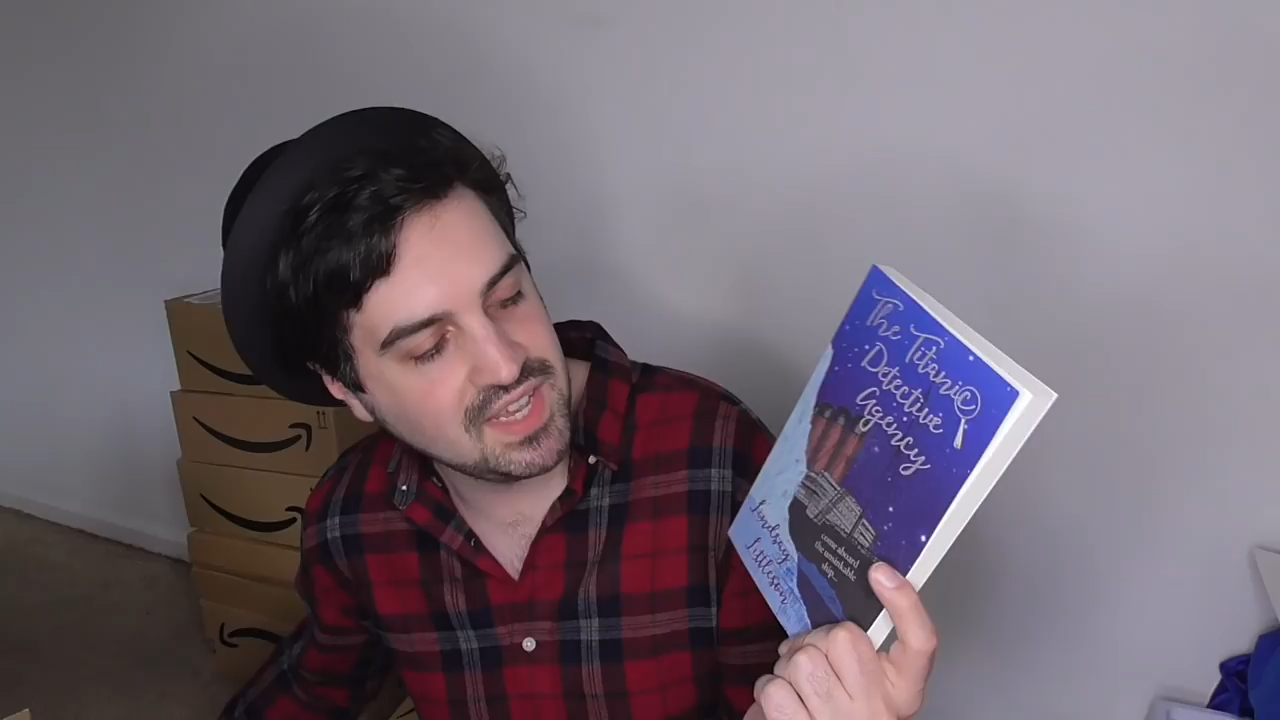 The Titanic
Detective
Agency
come aboard
the unsinkable
ship...
Lindsay
Littleson